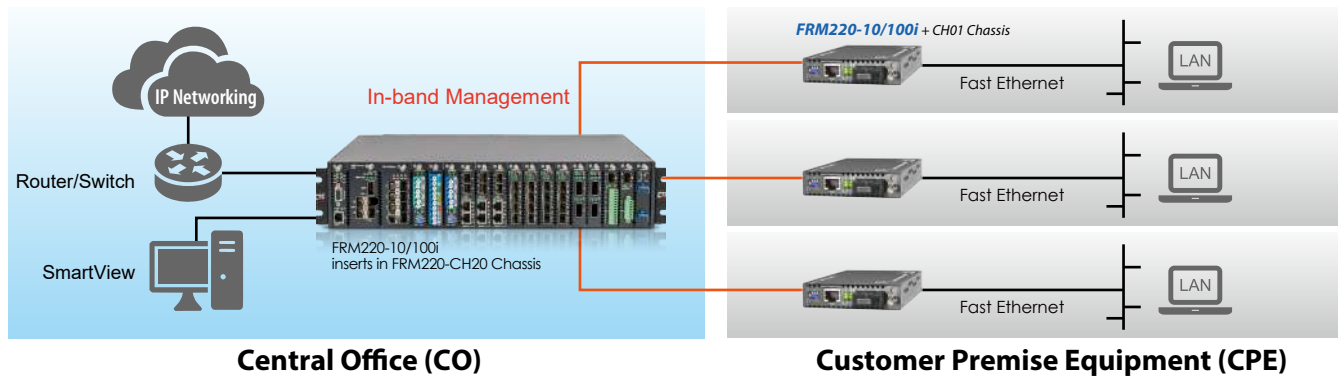 IP Networking
In-band Management
Router/Switch
SmartView
FRM220-10/100i
inserts in FRM220-CH20 Chassis
FRM220-10/100i + CH01 Chassis
Fast Ethernet
LAN
Fast Ethernet
LAN
Fast Ethernet
LAN
Central Office (CO)
Customer Premise Equipment (CPE)